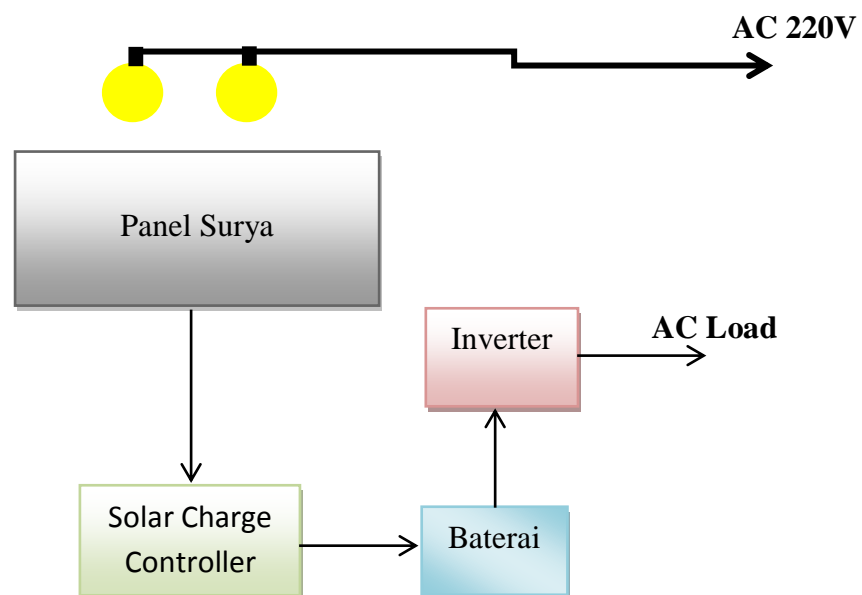 AC 220V
Panel Surya
Inverter
AC Load
Solar Charge
Controller
Baterai